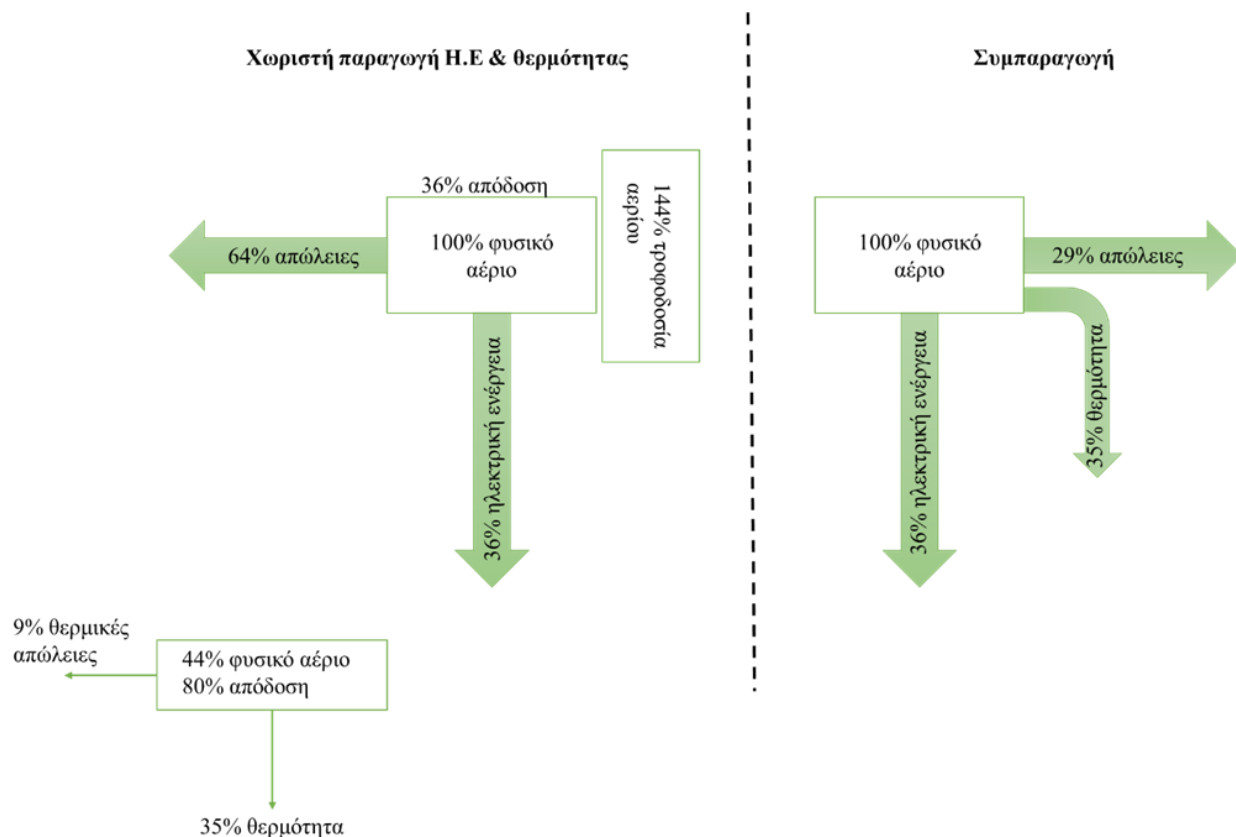 Χωριστή παραγωγή Η.Ε & θερμότητας
36% απόδοση
64% απώλειες
100% φυσικό
αέριο
144% τροφοδοσία
αερίου
36% ηλεκτρική ενέργεια
9% θερμικές
απώλειες
44% φυσικό αέριο
80% απόδοση
35% θερμότητα
Συμπαραγωγή
100% φυσικό
αέριο
29% απώλειες
35% θερμότητα
36% ηλεκτρική ενέργεια